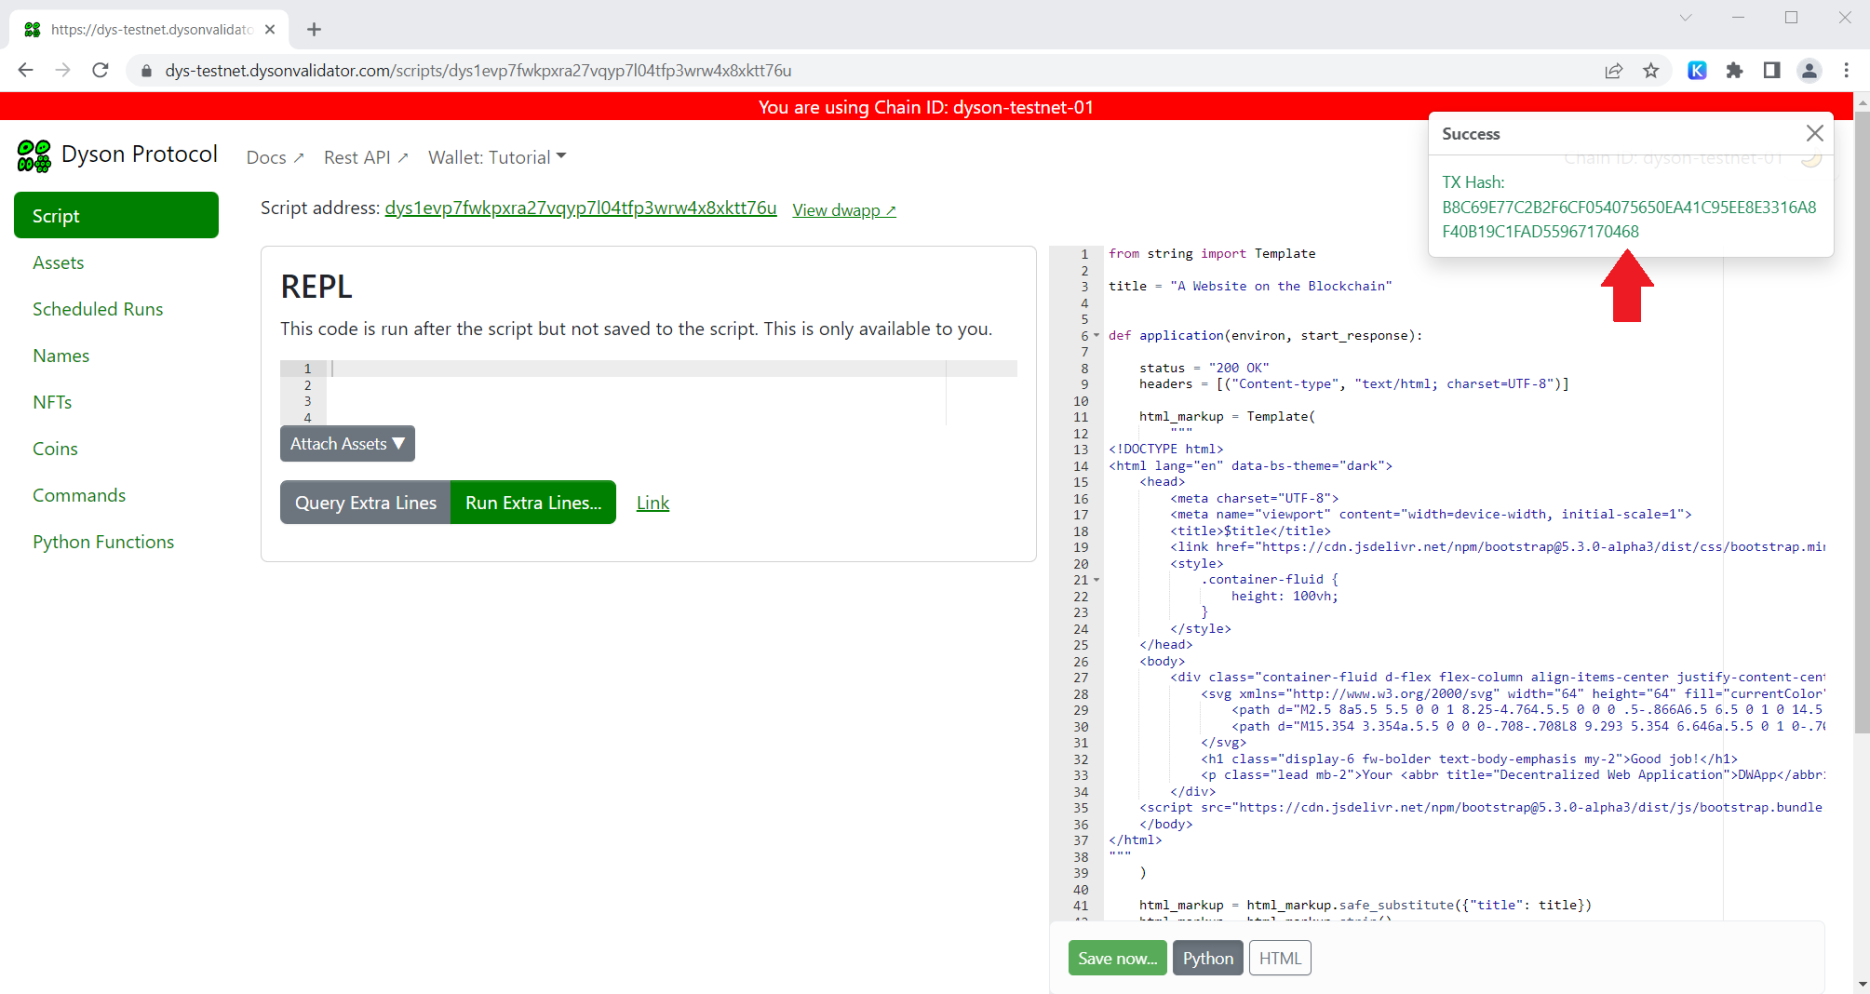 https://dys-testnet.dysonvalidato
dys-testnet.dysonvalidator.com/scripts/dys1evp7fwkpxra27vqyp7l04tfp3wrw4x8xktt76u
K
You are using Chain ID: dyson-testnet-01
Dyson Protocol
Docs ↗ Rest API ↗ Wallet: Tutorial
Chain ID: dyson-testnet-01
Success
TX Hash:
B8C69E77C2B2F6CF054075650EA41C95EE8E3316A8
F40B19C1FAD55967170468
Script
Assets
Scheduled Runs
Names
NFTs
Coins
Commands
Python Functions
Script address: dys1evp7fwkpxra27vqyp7l04tfp3wrw4x8xktt76u View dwapp ↗
REPL
This code is run after the script but not saved to the script. This is only available to you.
1
2
3
4
Attach Assets ▼
Query Extra Lines Run Extra Lines... Link
1 from string import Template
2
3 title = "A Website on the Blockchain"
4
5
6 def application(environ, start_response):
7
8 status = "200 OK"
9 headers = [("Content-type", "text/html; charset=UTF-8")]
10
11 html_markup = Template(
12 """
13 <!DOCTYPE html>
14 <html lang="en" data-bs-theme="dark">
15 <head>
16 <meta charset="UTF-8">
17 <meta name="viewport" content="width=device-width, initial-scale=1">
18 <title>$title</title>
19 <link href="https://cdn.jsdelivr.net/npm/bootstrap@5.3.0-alpha3/dist/css/bootstrap.min
20 <style>
21 .container-fluid {
22 height: 100vh;
23 }
24 </style>
25 </head>
26 <body>
27 <div class="container-fluid d-flex flex-column align-items-center justify-content-cent
28 <svg xmlns="http://www.w3.org/2000/svg" width="64" height="64" fill="currentColor"
29 <path d="M2.5 8a5.5 5.5 0 0 1 8.25-4.764.5.5 0 0 0 .5-.866A6.5 6.5 0 1 0 14.5
30 <path d="M15.354 3.354a.5.5 0 0 0-.708-.708L8 9.293 5.354 6.646a.5.5 0 1 0-.70
31 </svg>
32 <h1 class="display-6 fw-bolder text-body-emphasis my-2">Good job!</h1>
33 <p class="lead mb-2">Your <abbr title="Decentralized Web Application">DWApp</abbr>
34 </div>
35 <script src="https://cdn.jsdelivr.net/npm/bootstrap@5.3.0-alpha3/dist/js/bootstrap.bundle
36 </body>
37 </html>
38 """
39 )
40
41 html_markup = html_markup.safe_substitute({"title": title})
42 html_markup = html_markup.strip()
Save now... Python HTML